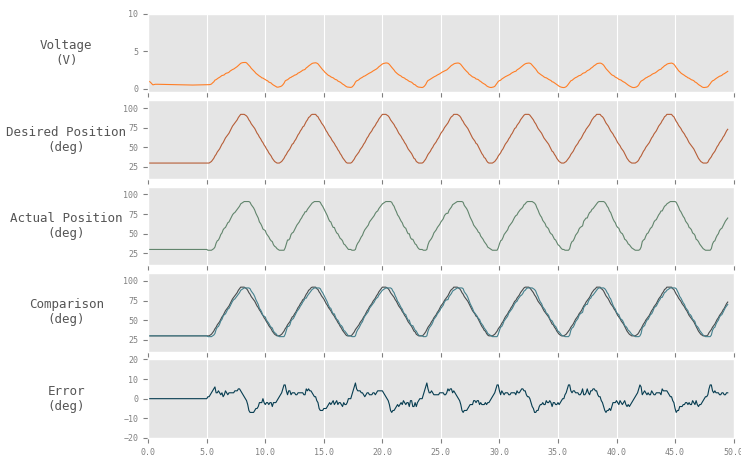 Voltage
(V)
10
5
0
Desired Position
(deg)
100
75
50
25
Actual Position
(deg)
100
75
50
25
Comparison
(deg)
100
75
50
25
Error
(deg)
20
10
0
−10
−20
0.0 5.0 10.0 15.0 20.0 25.0 30.0 35.0 40.0 45.0 50.0